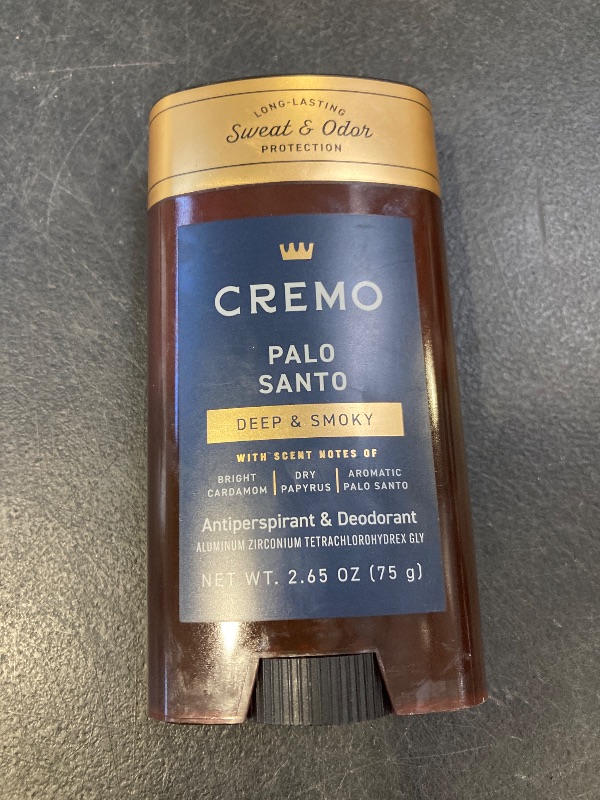 LONG-LASTING
Sweat & Odor
PROTECTION
CREMO
PALO
SANTO
DEEP & SMOKY
WITH SCENT NOTES OF
BRIGHT
CARDAMOM
DRY
PAPYRUS
AROMATIC
PALO SANTO
Antiperspirant & Deodorant
ALUMINUM ZIRCONIUM TETRACHLOROHYDREX GLY
NET WT. 2.65 OZ (75 g)